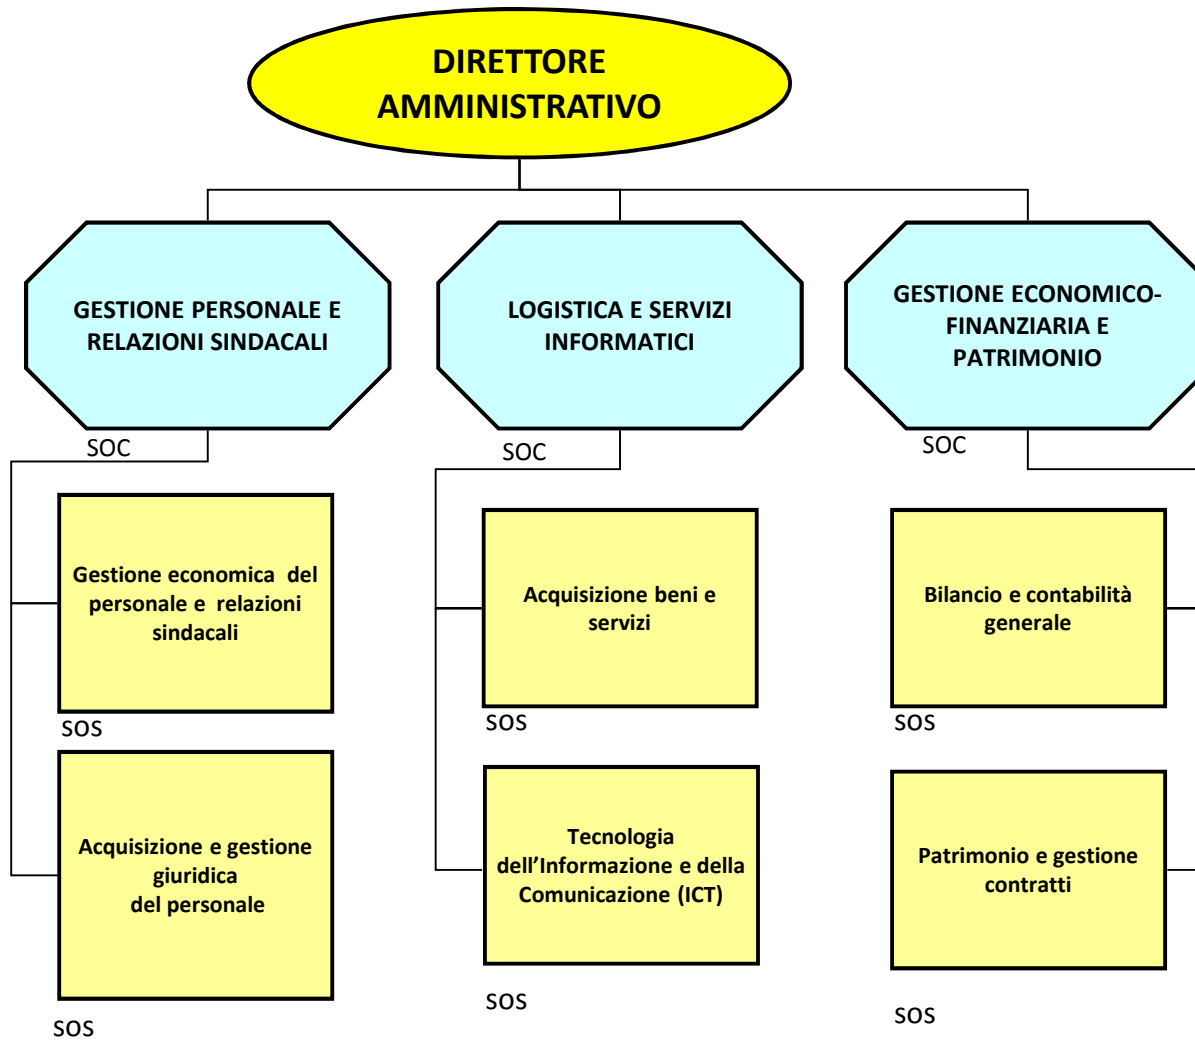 DIRETTORE
AMMINISTRATIVO
GESTIONE PERSONALE E
RELAZIONI SINDACALI
LOGISTICA E SERVIZI
INFORMATICI
GESTIONE ECONOMICO-
FINANZIARIA E
PATRIMONIO
SOC
SOC
SOC
Gestione economica del
personale e relazioni
sindacali
Acquisizione beni e
servizi
Bilancio e contabilità
generale
SOS
SOS
SOS
Acquisizione e gestione
giuridica
del personale
Tecnologia
dell’Informazione e della
Comunicazione (ICT)
Patrimonio e gestione
contratti
SOS
SOS
SOS